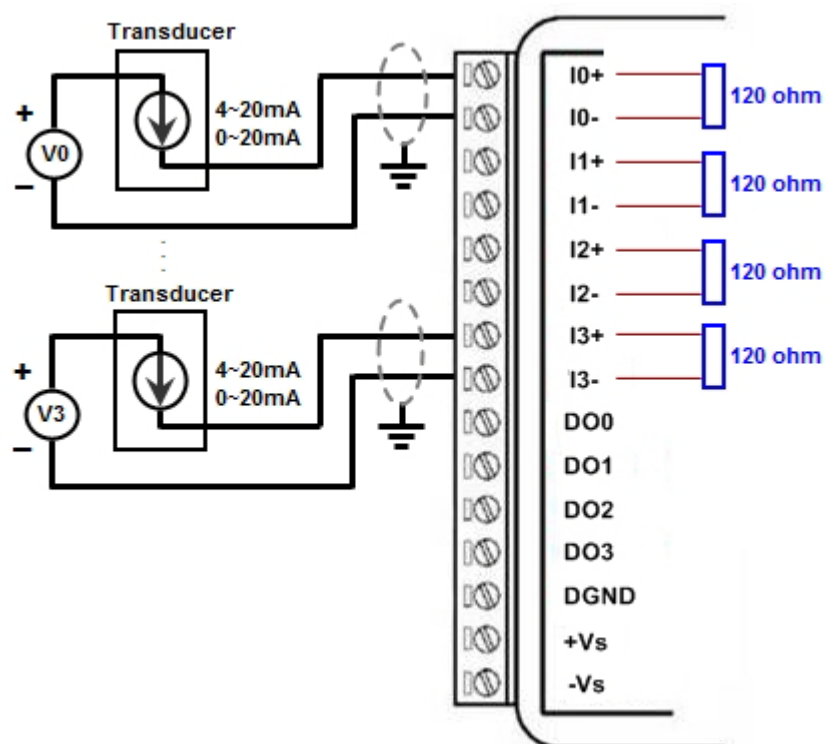 Transducer
+
V0
−
4~20mA
0~20mA
Transducer
+
V3
−
4~20mA
0~20mA
I0+
I0-
120 ohm
I1+
I1-
120 ohm
I2+
I2-
120 ohm
I3+
I3-
120 ohm
DO0
DO1
DO2
DO3
DGND
+Vs
-Vs